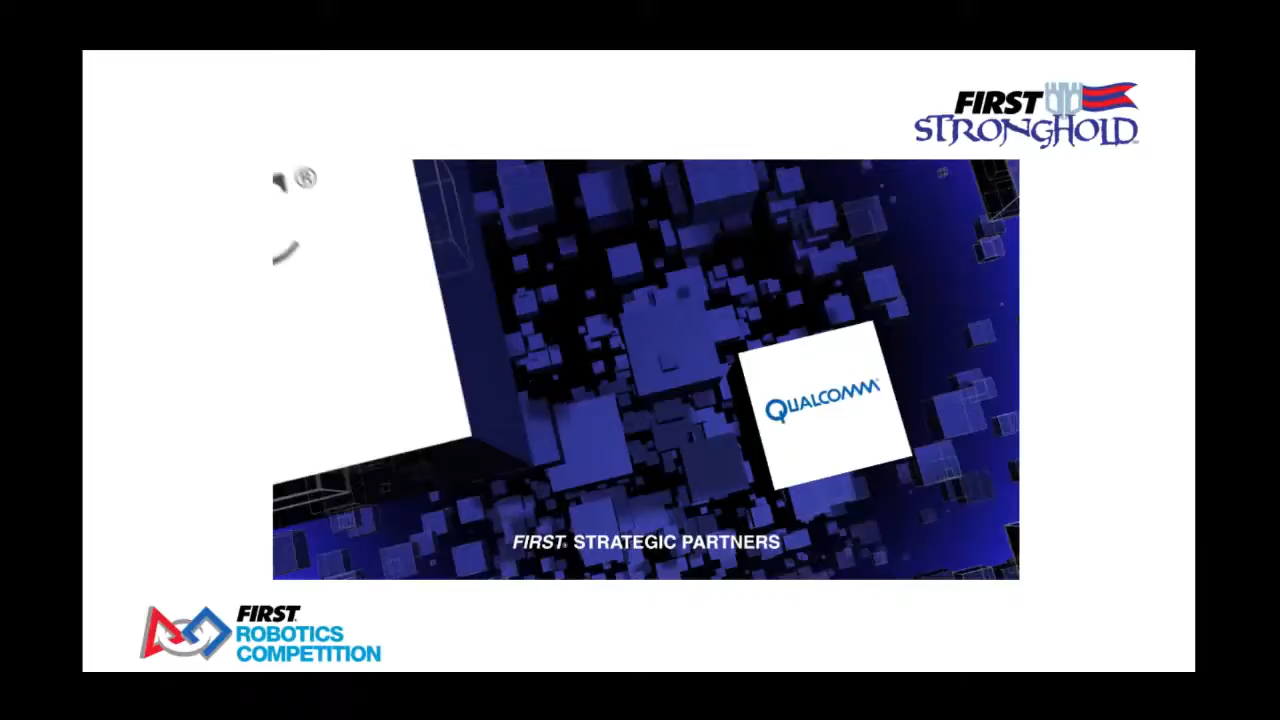 FIRST
STRONGHOLD
®
QUALCOMM®
FIRST® STRATEGIC PARTNERS
FIRST®
ROBOTICS
COMPETITION